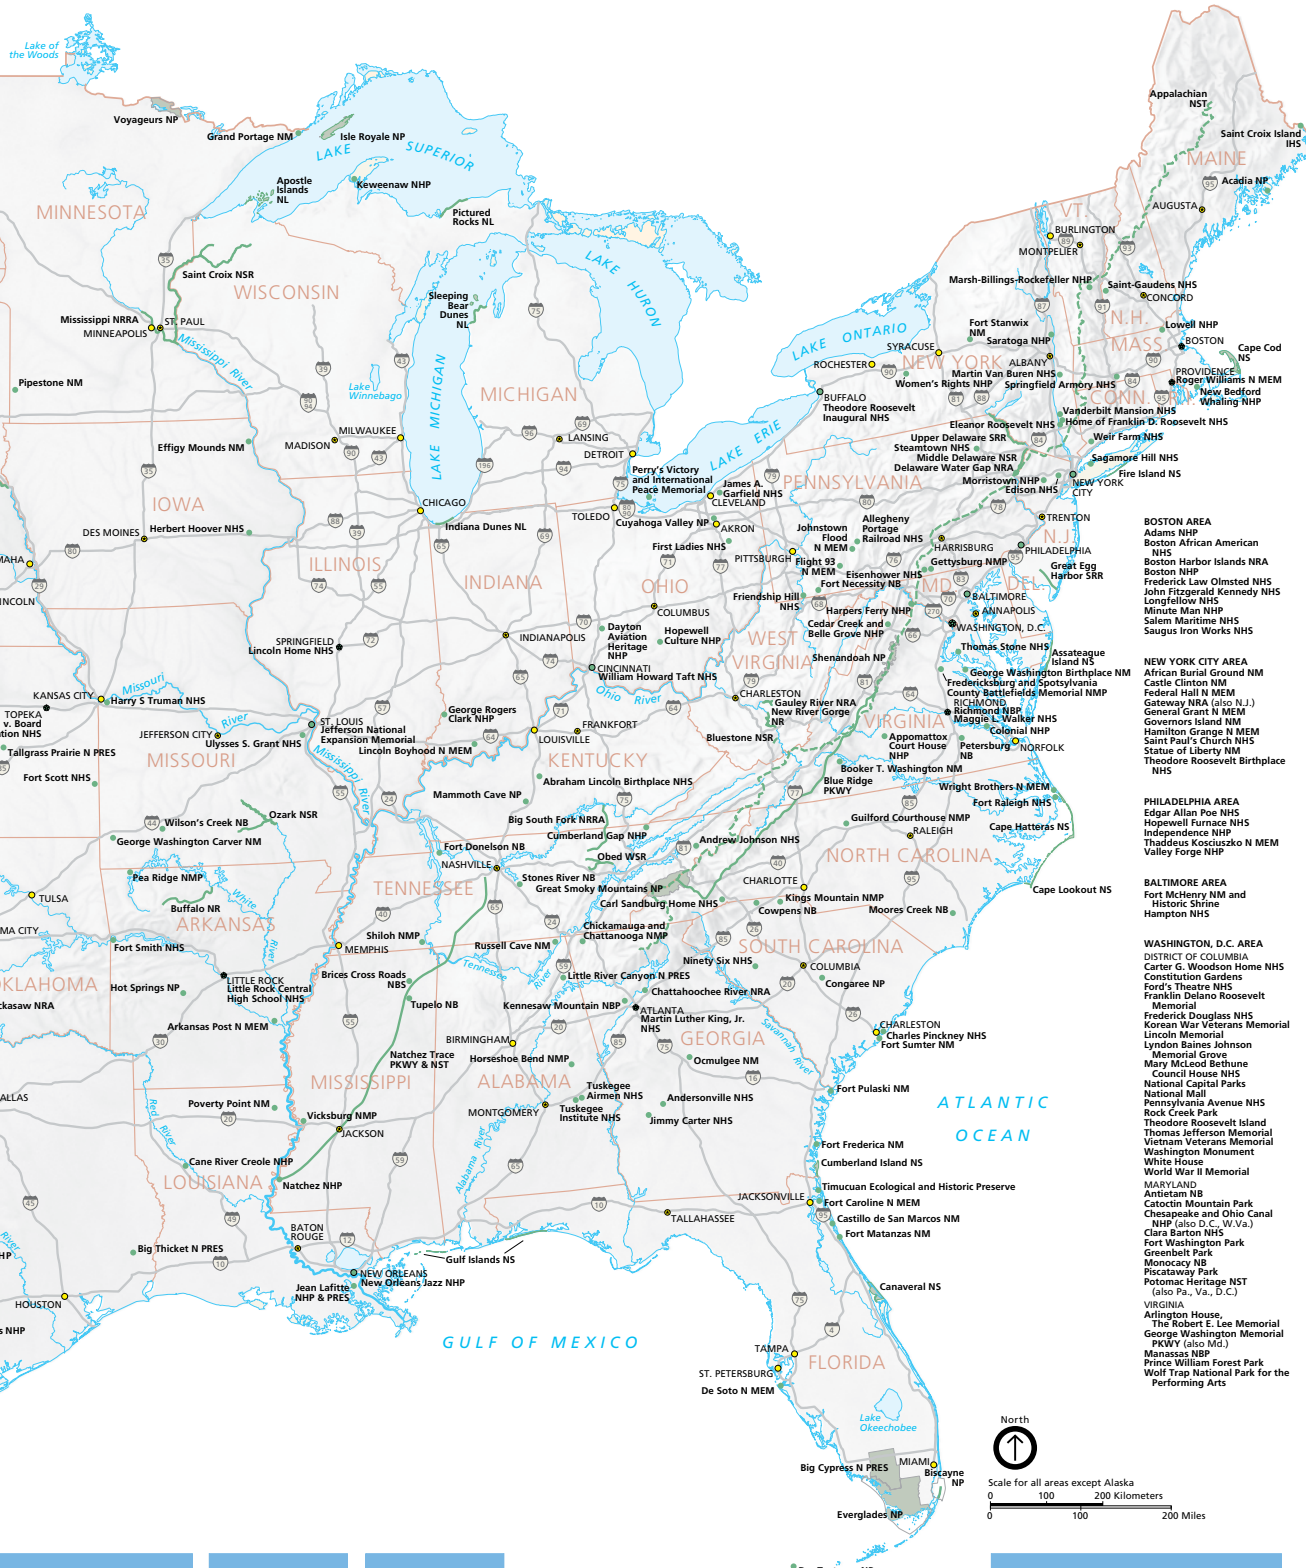 Lake of
the Woods
Voyageurs NP
Grand Portage NM
Isle Royale NP
LAKE SUPERIOR
Apostle
Islands
NL
Keweenaw NHP
Pictured
Rocks NL
MINNESOTA
Saint Croix NSR
WISCONSIN
Sleeping
Bear
Dunes
NL
LAKE HURON
Mississippi NRRA
MINNEAPOLIS
ST. PAUL
Mississippi River
Pipestone NM
Lake
Winnebago
LAKE MICHIGAN
MICHIGAN
Effigy Mounds NM
MADISON
MILWAUKEE
LANSING
DETROIT
IOWA
CHICAGO
DES MOINES
Herbert Hoover NHS
Indiana Dunes NL
TOLEDO
Perry's Victory
and International
Peace Memorial
LAKE ERIE
James A.
Garfield NHS
CLEVELAND
Cuyahoga Valley NP
AKRON
First Ladies NHS
ILLINOIS
INDIANA
OHIO
COLUMBUS
MAHA
NCOLN
SPRINGFIELD
Lincoln Home NHS
INDIANAPOLIS
Dayton
Aviation
Heritage
NHP
Hopewell
Culture NHP
CINCINNATI
William Howard Taft NHS
Ohio River
KANSAS CITY
Missouri
River
Harry S Truman NHS
TOPEKA
v. Board
tion NHS
Tallgrass Prairie N PRES
JEFFERSON CITY
Ulysses S. Grant NHS
ST. LOUIS
Jefferson National
Expansion Memorial
George Rogers
Clark NHP
Lincoln Boyhood N MEM
LOUISVILLE
FRANKFORT
Fort Scott NHS
MISSOURI
Mississippi River
KENTUCKY
Abraham Lincoln Birthplace NHS
Mammoth Cave NP
Big South Fork NRRA
Cumberland Gap NHP
Wilson's Creek NB
Ozark NSR
George Washington Carver NM
Fort Donelson NB
NASHVILLE
Obed WSR
Stones River NB
Great Smoky Mountains NP
Andrew Johnson NHS
Pea Ridge NMP
White
River
Buffalo NR
TULSA
ARKANSAS
TENNESSEE
Carl Sandburg Home NHS
MA CITY
Fort Smith NHS
MEMPHIS
Shiloh NMP
Russell Cave NM
Chickamauga and
Chattanooga NMP
Tennessee
River
KLAHOMA
ckasaw NRA
Hot Springs NP
LITTLE ROCK
Little Rock Central
High School NHS
Brices Cross Roads
NBS
Tupelo NB
Little River Canyon N PRES
Kennesaw Mountain NBP
Chattahoochee River NRA
Arkansas Post N MEM
ATLANTA
Martin Luther King, Jr.
NHS
Natchez Trace
PKWY & NST
BIRMINGHAM
Horseshoe Bend NMP
GEORGIA
Ocmulgee NM
MISSISSIPPI
ALABAMA
Tuskegee
Airmen NHS
Tuskegee
Institute NHS
MONTGOMERY
Andersonville NHS
Jimmy Carter NHS
ALLAS
Red
River
Poverty Point NM
Vicksburg NMP
JACKSON
Cane River Creole NHP
LOUISIANA
Natchez NHP
Alabama River
Big Thicket N PRES
BATON
ROUGE
TALLAHASSEE
NEW ORLEANS
New Orleans Jazz NHP
Gulf Islands NS
Jean Lafitte
NHP & PRES
River
HP
HOUSTON
s NHP
GULF OF MEXICO
Appalachian
NST
Saint Croix Island
IHS
MAINE
Acadia NP
AUGUSTA
VT.
BURLINGTON
MONTPELIER
Marsh-Billings-Rockefeller NHP
Saint-Gaudens NHS
CONCORD
N.H.
Lowell NHP
BOSTON
MASS
Cape Cod
NS
PROVIDENCE
Roger Williams N MEM
New Bedford
Whaling NHP
CONN.
R.I.
LAKE ONTARIO
ROCHESTER
SYRACUSE
Fort Stanwix
NM
Saratoga NHP
NEW YORK
ALBANY
Martin Van Buren NHS
Women's Rights NHP
Springfield Armory NHS
BUFFALO
Theodore Roosevelt
Inaugural NHS
Vanderbilt Mansion NHS
Eleanor Roosevelt NHS
Home of Franklin D. Roosevelt NHS
Weir Farm NHS
Upper Delaware SRR
Steamtown NHS
Middle Delaware NSR
Delaware Water Gap NRA
Sagamore Hill NHS
Fire Island NS
Morristown NHP
Edison NHS
NEW YORK
CITY
PENNSYLVANIA
TRENTON
N.J.
Johnstown
Flood
N MEM
Allegheny
Portage
Railroad NHS
HARRISBURG
PHILADELPHIA
PITTSBURGH
Flight 93
N MEM
Eisenhower NHS
Gettysburg NMP
Fort Necessity NB
Great Egg
Harbor SRR
Friendship Hill
NHS
MD.
DEL.
BALTIMORE
ANNAPOLIS
Harpers Ferry NHP
WASHINGTON, D.C.
Cedar Creek and
Belle Grove NHP
WEST
VIRGINIA
Shenandoah NP
Thomas Stone NHS
Assateague
Island NS
George Washington Birthplace NM
Fredericksburg and Spotsylvania
County Battlefields Memorial NMP
CHARLESTON
Gauley River NRA
New River Gorge
NR
Bluestone NSR
RICHMOND
Richmond NBP
Maggie L. Walker NHS
VIRGINIA
Colonial NHP
Appomattox
Court House
NHP
Petersburg
NB
NORFOLK
Booker T. Washington NM
Blue Ridge
PKWY
Wright Brothers N MEM
Fort Raleigh NHS
Guilford Courthouse NMP
RALEIGH
Cape Hatteras NS
NORTH CAROLINA
CHARLOTTE
Kings Mountain NMP
Cowpens NB
Moores Creek NB
Cape Lookout NS
SOUTH CAROLINA
Ninety Six NHS
COLUMBIA
Congaree NP
CHARLESTON
Charles Pinckney NHS
Fort Sumter NM
Savannah River
Fort Pulaski NM
ATLANTIC
OCEAN
Fort Frederica NM
Cumberland Island NS
Timucuan Ecological and Historic Preserve
JACKSONVILLE
Fort Caroline N MEM
Castillo de San Marcos NM
Fort Matanzas NM
Canaveral NS
TAMPA
FLORIDA
ST. PETERSBURG
De Soto N MEM
Lake
Okeechobee
Big Cypress N PRES
MIAMI
Biscayne
NP
Everglades NP
BOSTON AREA
Adams NHP
Boston African American
NHS
Boston Harbor Islands NRA
Boston NHP
Frederick Law Olmsted NHS
John Fitzgerald Kennedy NHS
Longfellow NHS
Minute Man NHP
Salem Maritime NHS
Saugus Iron Works NHS
NEW YORK CITY AREA
African Burial Ground NM
Castle Clinton NM
Federal Hall N MEM
Gateway NRA (also N.J.)
General Grant N MEM
Governors Island NM
Hamilton Grange N MEM
Saint Paul's Church NHS
Statue of Liberty NM
Theodore Roosevelt Birthplace
NHS
PHILADELPHIA AREA
Edgar Allan Poe NHS
Hopewell Furnace NHS
Independence NHP
Thaddeus Kosciuszko N MEM
Valley Forge NHP
BALTIMORE AREA
Fort McHenry NM and
Historic Shrine
Hampton NHS
WASHINGTON, D.C. AREA
DISTRICT OF COLUMBIA
Carter G. Woodson Home NHS
Constitution Gardens
Ford's Theatre NHS
Franklin Delano Roosevelt
Memorial
Frederick Douglass NHS
Korean War Veterans Memorial
Lincoln Memorial
Lyndon Baines Johnson
Memorial Grove
Mary McLeod Bethune
Council House NHS
National Capital Parks
National Mall
Pennsylvania Avenue NHS
Rock Creek Park
Theodore Roosevelt Island
Thomas Jefferson Memorial
Vietnam Veterans Memorial
Washington Monument
White House
World War II Memorial
MARYLAND
Antietam NB
Catoctin Mountain Park
Chesapeake and Ohio Canal
NHP (also D.C., W.Va.)
Clara Barton NHS
Fort Washington Park
Greenbelt Park
Monocacy NB
Piscataway Park
Potomac Heritage NST
(also Pa., Va., D.C.)
VIRGINIA
Arlington House,
The Robert E. Lee Memorial
George Washington Memorial
PKWY (also Md.)
Manassas NBP
Prince William Forest Park
Wolf Trap National Park for the
Performing Arts
North
Scale for all areas except Alaska
0 100 200 Kilometers
0 100 200 Miles